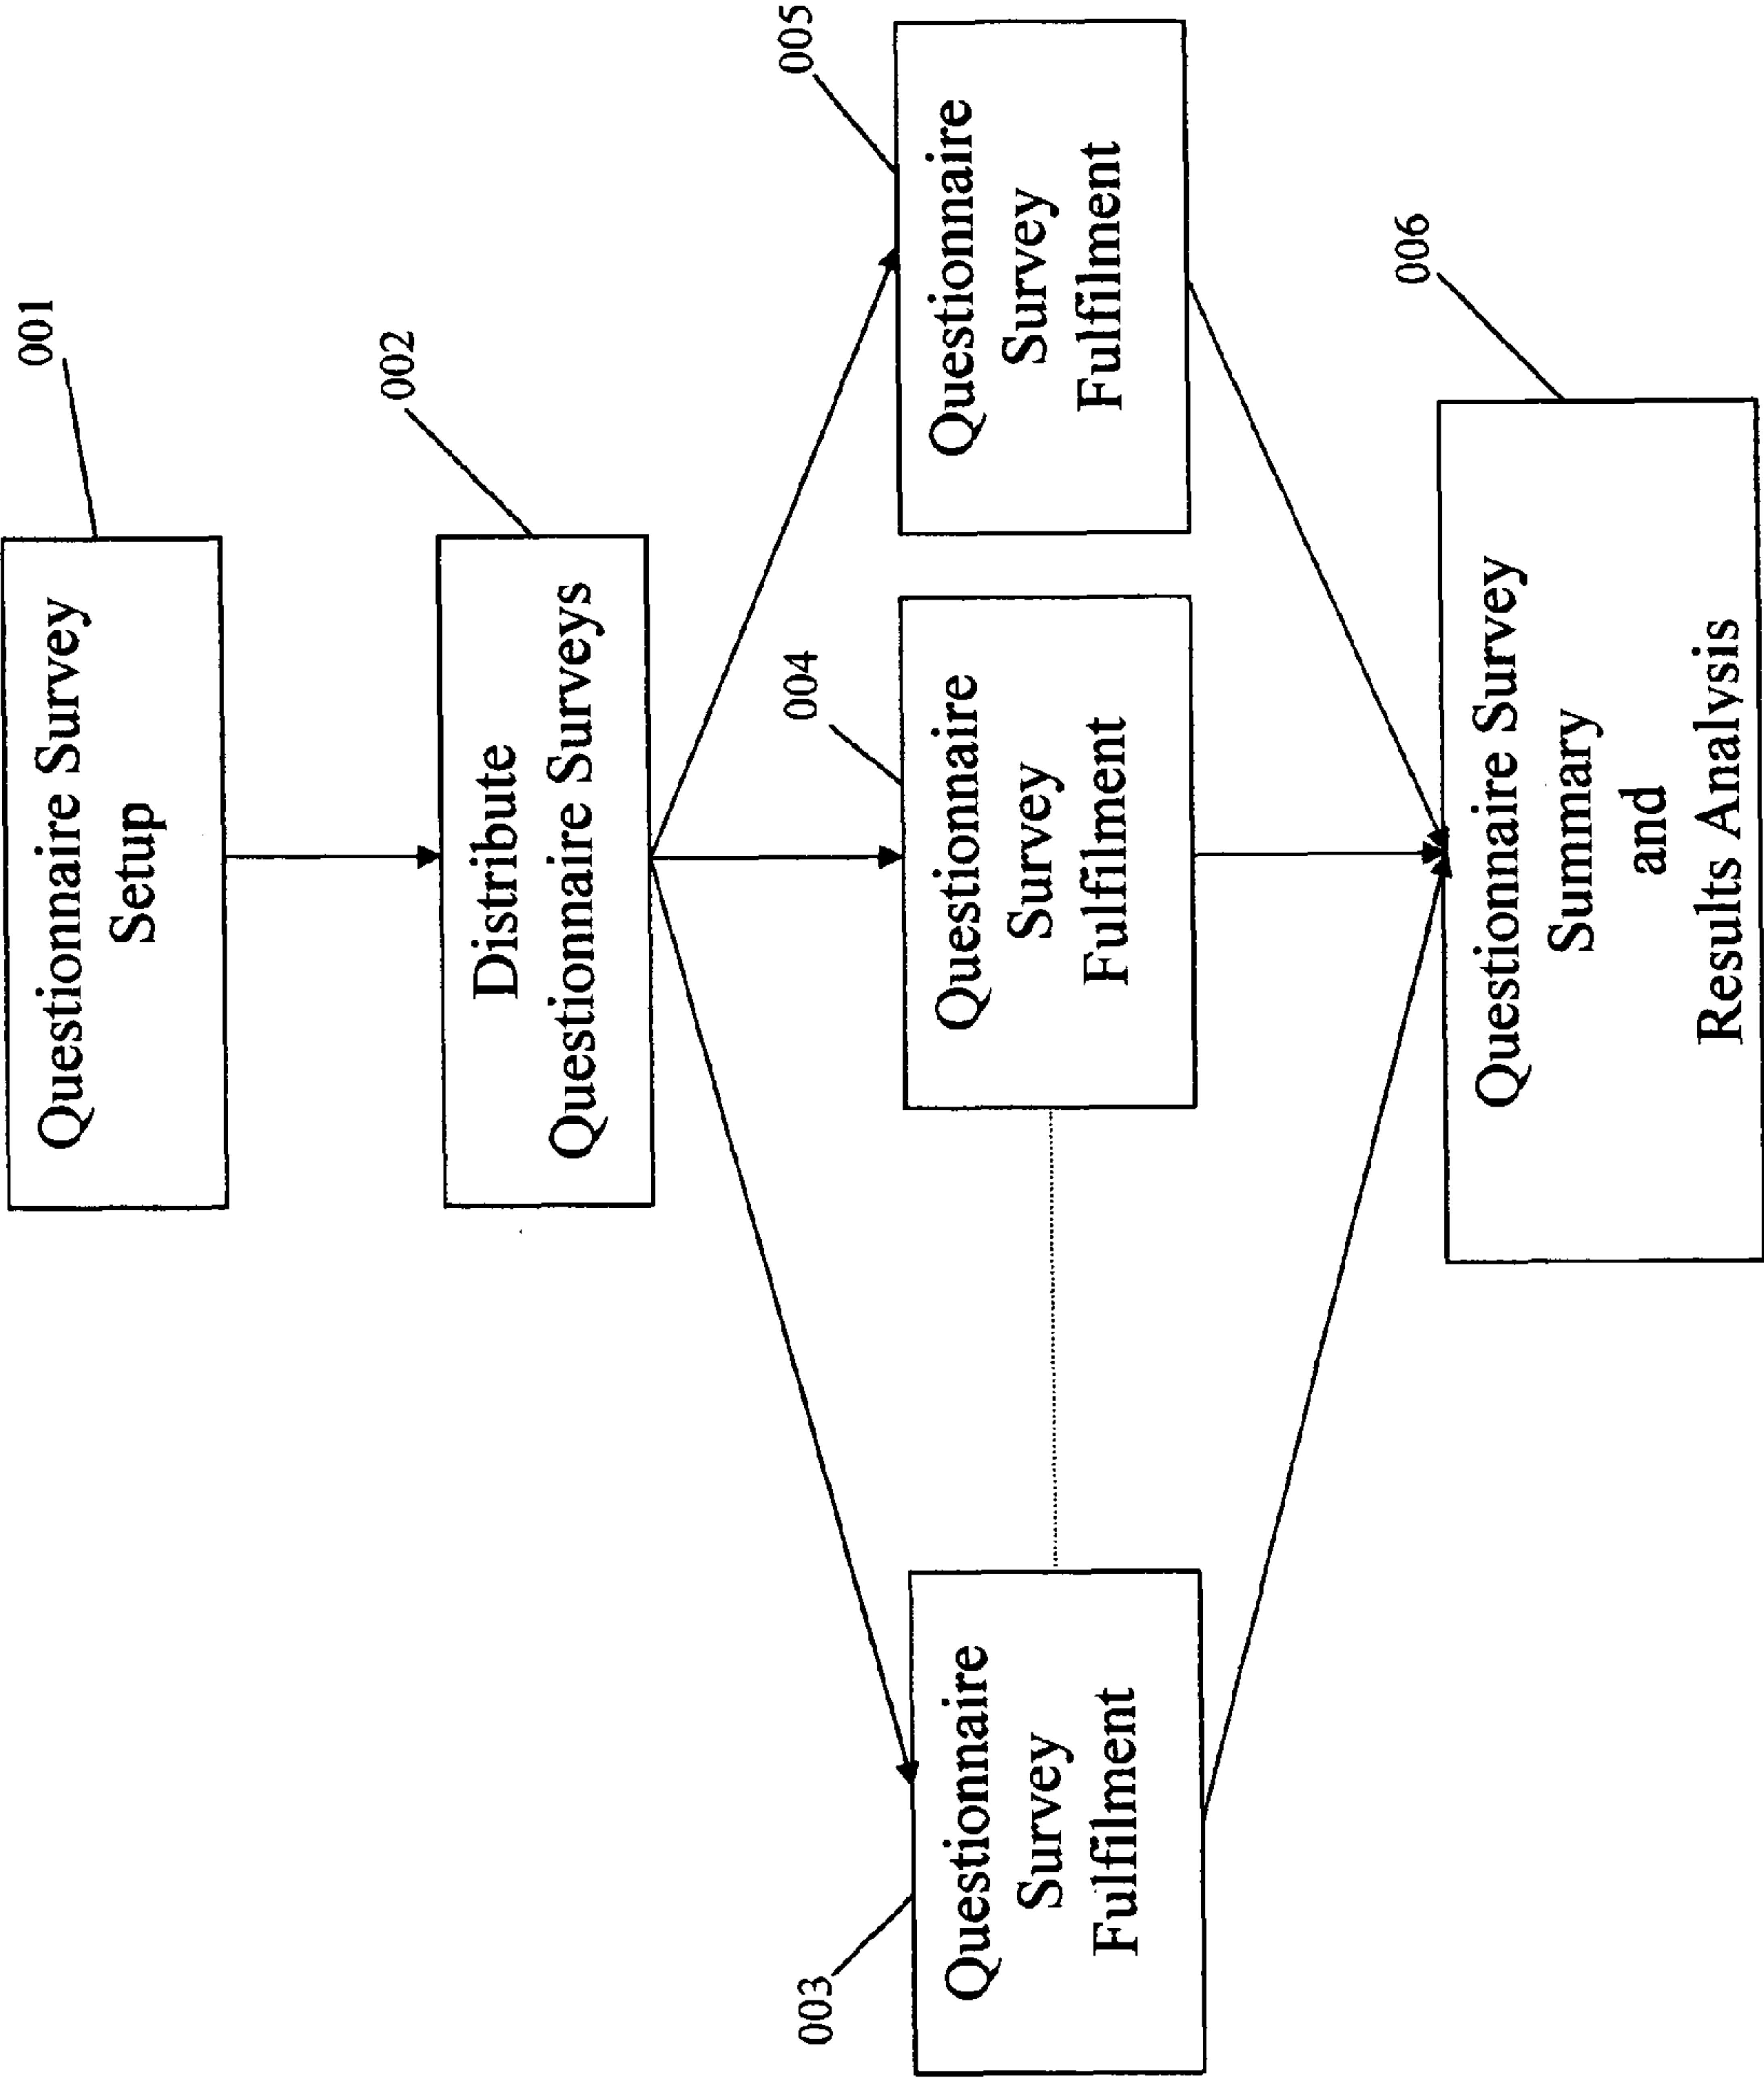 001
Questionnaire Survey
Setup
002
Distribute
Questionnaire Surveys
003
Questionnaire
Survey
Fulfilment
004
Questionnaire
Survey
Fulfilment
005
Questionnaire
Survey
Fulfilment
006
Questionnaire Survey
Summary
and
Results Analysis